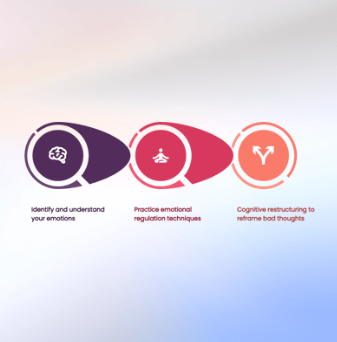 Identify and understand
your emotions
Practice emotional
regulation techniques
Cognitive restructuring to
reframe bad thoughts